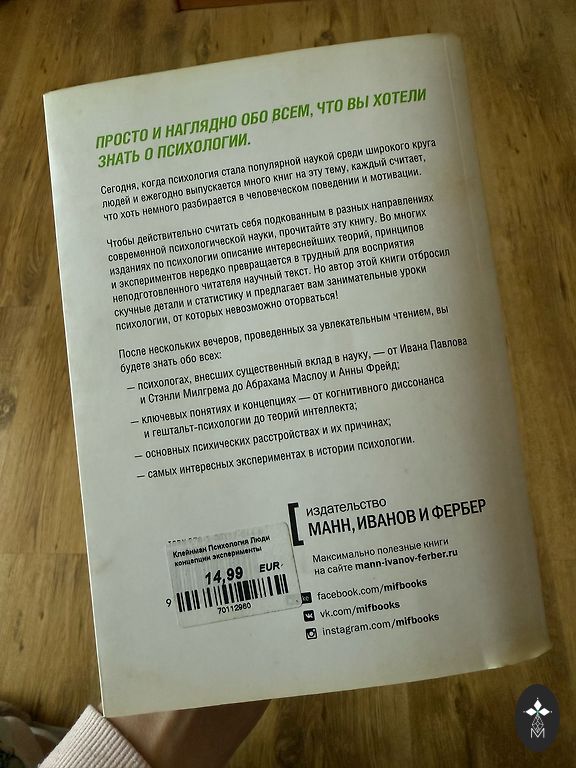 ПРОСТО И НАГЛЯДНО ОБО ВСЕМ, ЧТО ВЫ ХОТЕЛИ
ЗНАТЬ О ПСИХОЛОГИИ.
Сегодня, когда психология стала популярной наукой среди широкого круга
людей и ежегодно выпускается много книг на эту тему, каждый считает,
что хоть немного разбирается в человеческом поведении и мотивации.
Чтобы действительно считать себя подкованным в разных направлениях
современной психологической науки, прочитайте эту книгу. Во многих
изданиях по психологии описание интереснейших теорий, принципов
и экспериментов нередко превращается в трудный для восприятия
неподготовленного читателя научный текст. Но автор этой книги отбросил
скучные детали и статистику и предлагает вам занимательные уроки
психологии, от которых невозможно оторваться!
После нескольких вечеров, проведенных за увлекательным чтением, вы
будете знать обо всех:
— психологах, внесших существенный вклад в науку, — от Ивана Павлова
и Стэнли Милгрема до Абрахама Маслоу и Анны Фрейд;
— ключевых понятиях и концепциях — от когнитивного диссонанса
и гештальт-психологии до теорий интеллекта;
— основных психических расстройствах и их причинах;
— самых интересных экспериментах в истории психологии.
издательство
МАНН, ИВАНОВ И ФЕРБЕР
Максимально полезные книги
на сайте mann-ivanov-ferber.ru
facebook.com/mifbooks
vk.com/mifbooks
instagram.com/mifbooks
Клейнман Психология Люди
концепции эксперименты
14,99 EUR
70112960
9
M